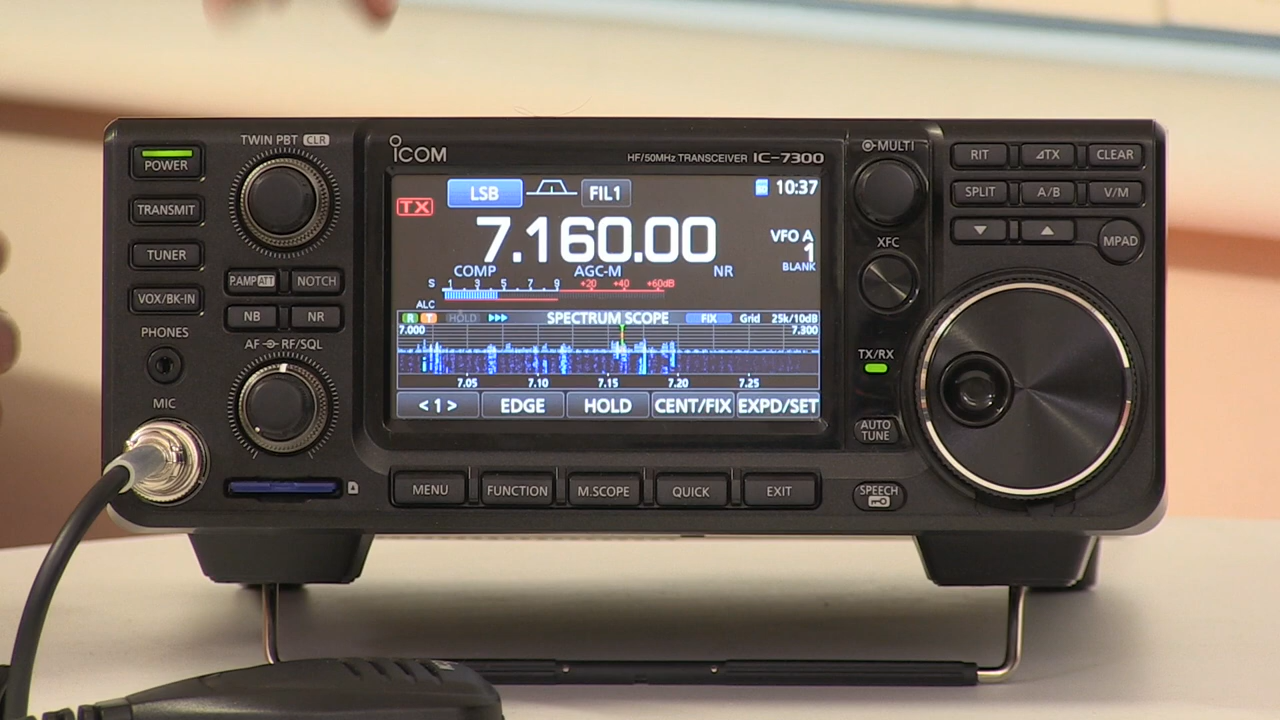 TWIN PBT CLR
POWER
TRANSMIT
TUNER
VOX/BK-IN
P.AMP ATT
NOTCH
NB
NR
PHONES
AF RF/SQL
MIC
ICOM
HF/50MHz TRANSCEIVER IC-7300
LSB
FIL1
10:37
TX
7.160.00
VFO A
1
BLANK
COMP
AGC-M
NR
S 1 3 5 7 9 +20 +40 +60dB
ALC
R T HOLD SPECTRUM SCOPE FIX Grid 25k/10dB
7.000 7.300
7.05 7.10 7.15 7.20 7.25
< 1 > EDGE HOLD CENT/FIX EXPD/SET
MENU
FUNCTION
M.SCOPE
QUICK
EXIT
MULTI
XFC
TX/RX
AUTO
TUNE
SPEECH
RIT
⊿TX
CLEAR
SPLIT
A/B
V/M
▼
▲
MPAD